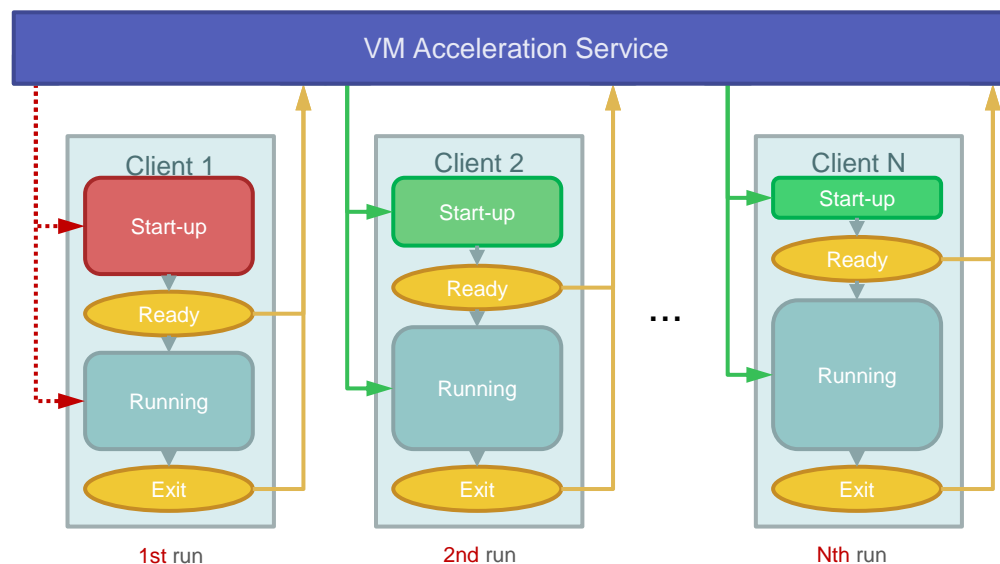 VM Acceleration Service
Client 1
Start-up
Ready
Running
Exit
1st run
Client 2
Start-up
Ready
Running
Exit
2nd run
...
Client N
Start-up
Ready
Running
Exit
Nth run